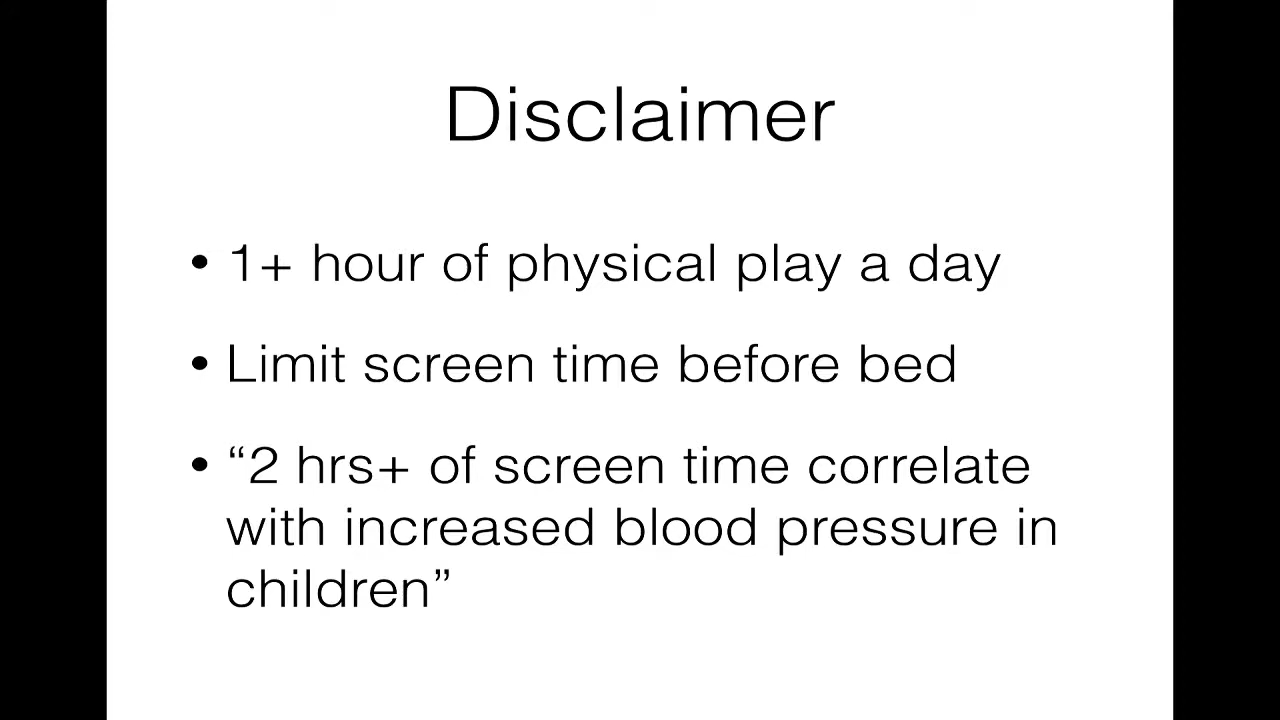 Disclaimer
• 1+ hour of physical play a day
• Limit screen time before bed
• “2 hrs+ of screen time correlate
with increased blood pressure in
children”